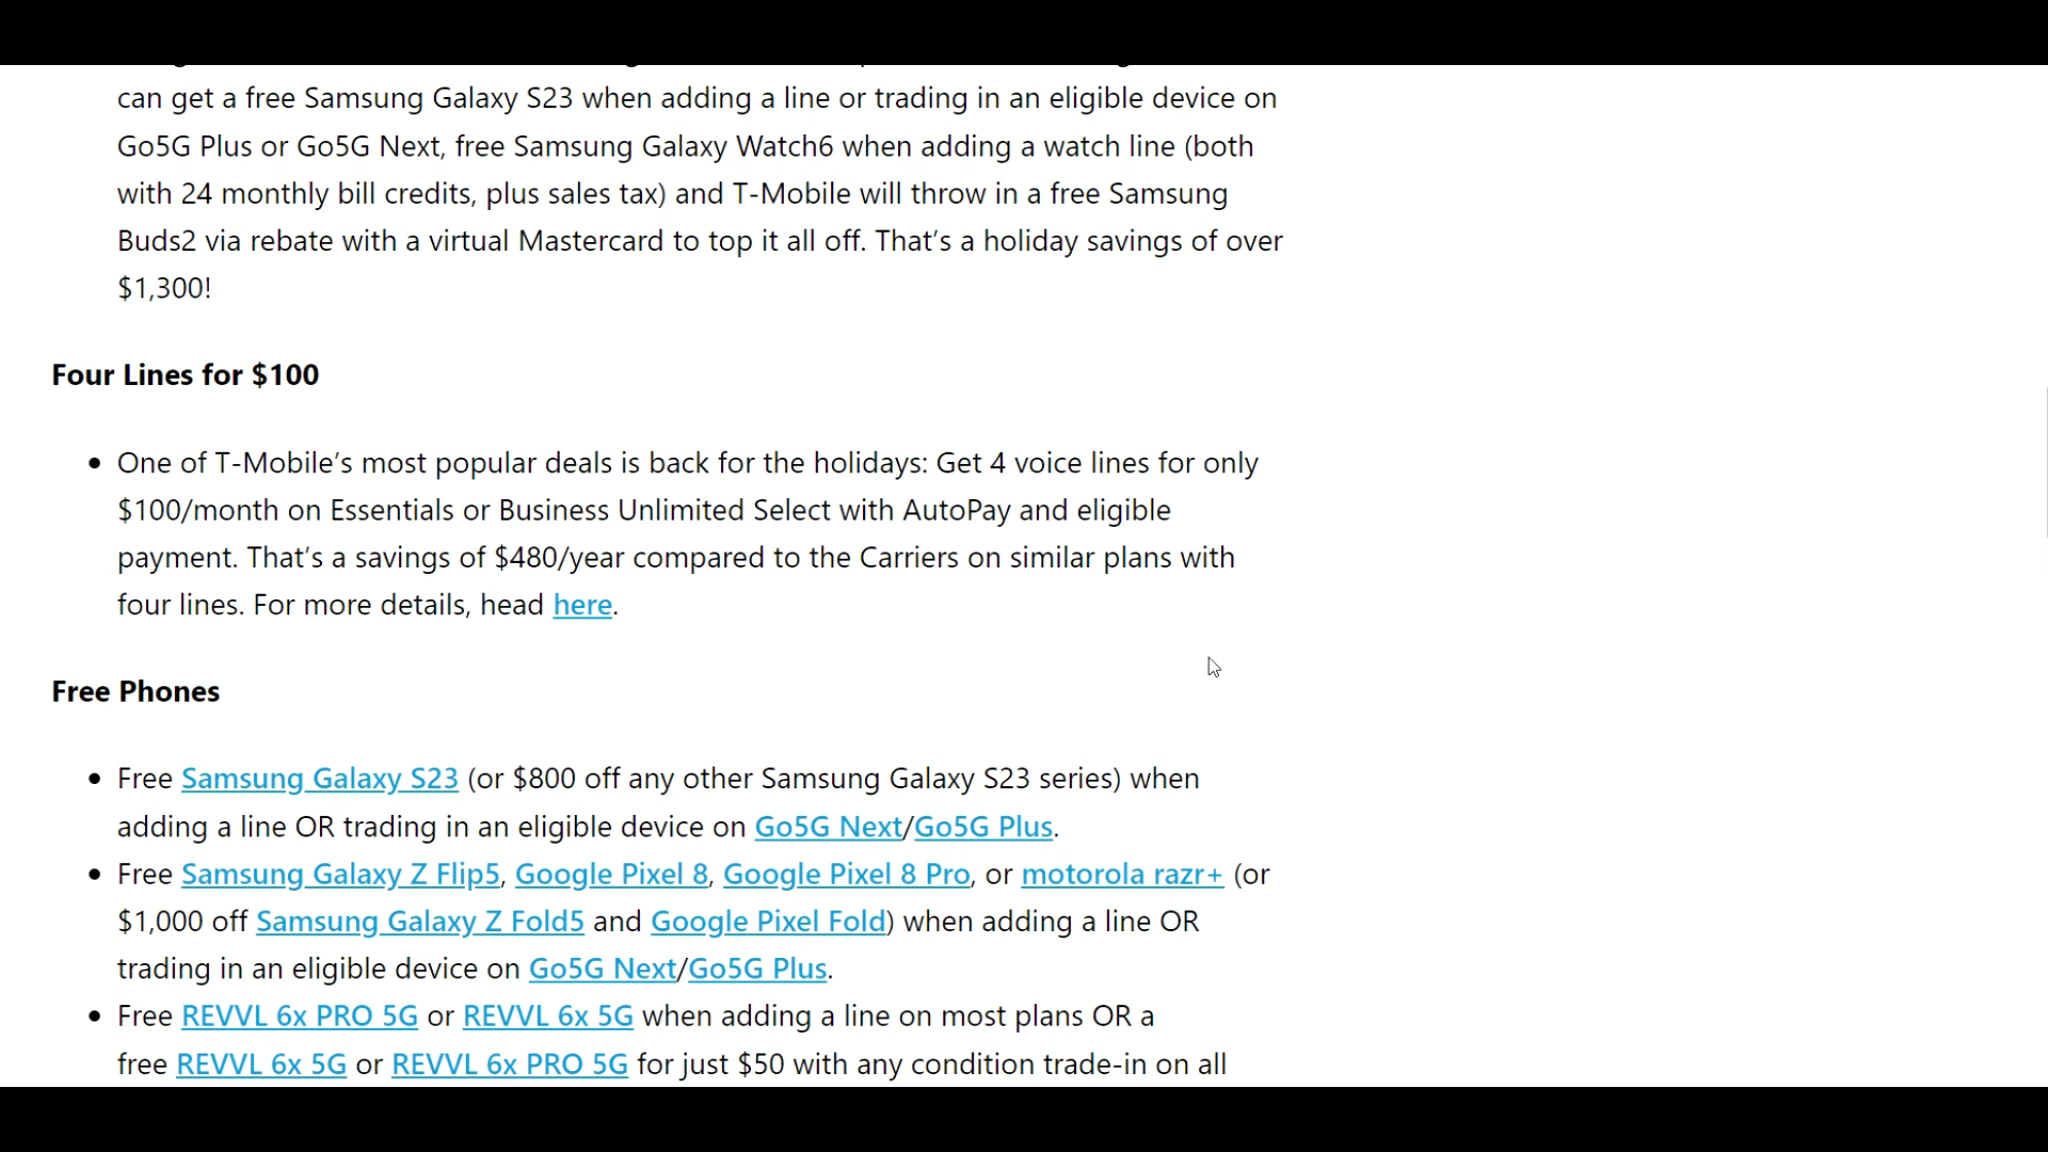 can get a free Samsung Galaxy S23 when adding a line or trading in an eligible device on
Go5G Plus or Go5G Next, free Samsung Galaxy Watch6 when adding a watch line (both
with 24 monthly bill credits, plus sales tax) and T-Mobile will throw in a free Samsung
Buds2 via rebate with a virtual Mastercard to top it all off. That’s a holiday savings of over
$1,300!
Four Lines for $100
• One of T-Mobile’s most popular deals is back for the holidays: Get 4 voice lines for only
$100/month on Essentials or Business Unlimited Select with AutoPay and eligible
payment. That’s a savings of $480/year compared to the Carriers on similar plans with
four lines. For more details, head here.
Free Phones
• Free Samsung Galaxy S23 (or $800 off any other Samsung Galaxy S23 series) when
adding a line OR trading in an eligible device on Go5G Next/Go5G Plus.
• Free Samsung Galaxy Z Flip5, Google Pixel 8, Google Pixel 8 Pro, or motorola razr+ (or
$1,000 off Samsung Galaxy Z Fold5 and Google Pixel Fold) when adding a line OR
trading in an eligible device on Go5G Next/Go5G Plus.
• Free REVVL 6x PRO 5G or REVVL 6x 5G when adding a line on most plans OR a
free REVVL 6x 5G or REVVL 6x PRO 5G for just $50 with any condition trade-in on all